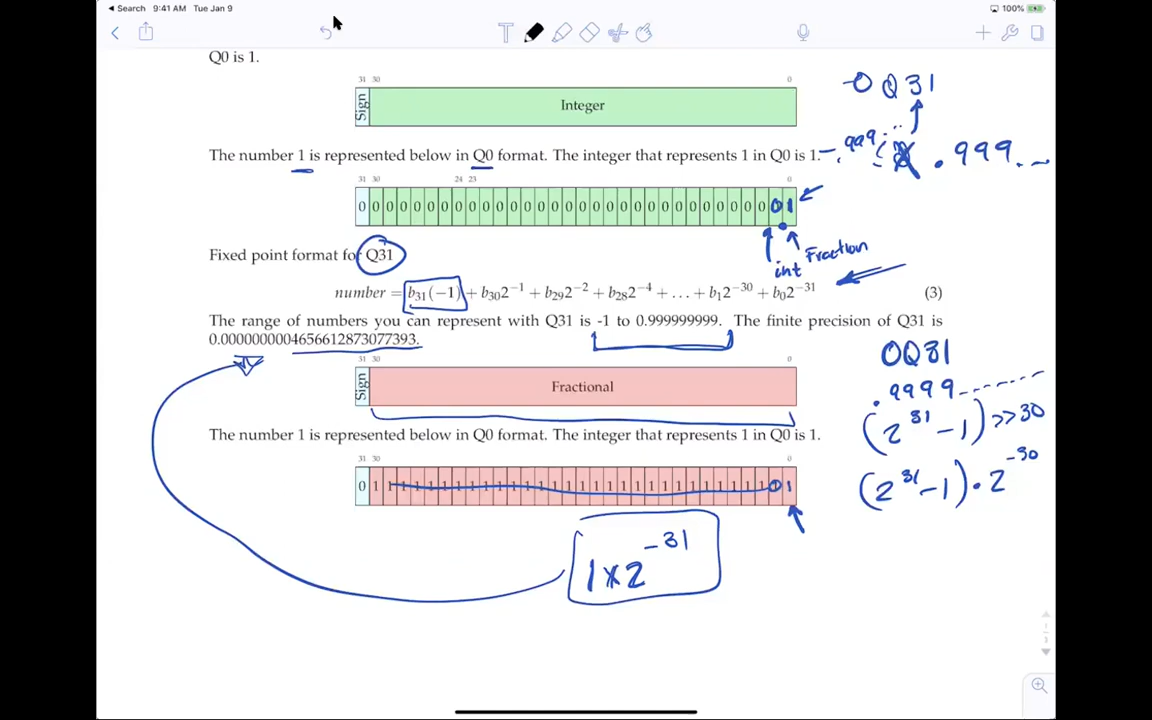 Search 9:41 AM Tue Jan 9 100%
T
Q0 is 1.
31 30 0
Sign Integer
-0 Q31
The number 1 is represented below in Q0 format. The integer that represents 1 in Q0 is 1.
-.999.. ≤ .999...
31 30 24 23 0
0 0 0 0 0 0 0 0 0 0 0 0 0 0 0 0 0 0 0 0 0 0 0 0 0 0 0 0 0 0 0 1
Fixed point format for Q31
int Fraction
number = b31(−1) + b30 2^−1 + b29 2^−2 + b28 2^−4 + … + b1 2^−30 + b0 2^−31 (3)
The range of numbers you can represent with Q31 is -1 to 0.999999999. The finite precision of Q31 is
0.0000000004656612873077393.
0Q31
31 30 0
Sign Fractional
.9999------
(2^31 -1) >> 30
The number 1 is represented below in Q0 format. The integer that represents 1 in Q0 is 1.
31 30 0
0 1 1 1 1 1 1 1 1 1 1 1 1 1 1 1 1 1 1 1 1 1 1 1 1 1 1 1 1 1 0 1
(2^31 -1) · 2^-30
1x2^-31